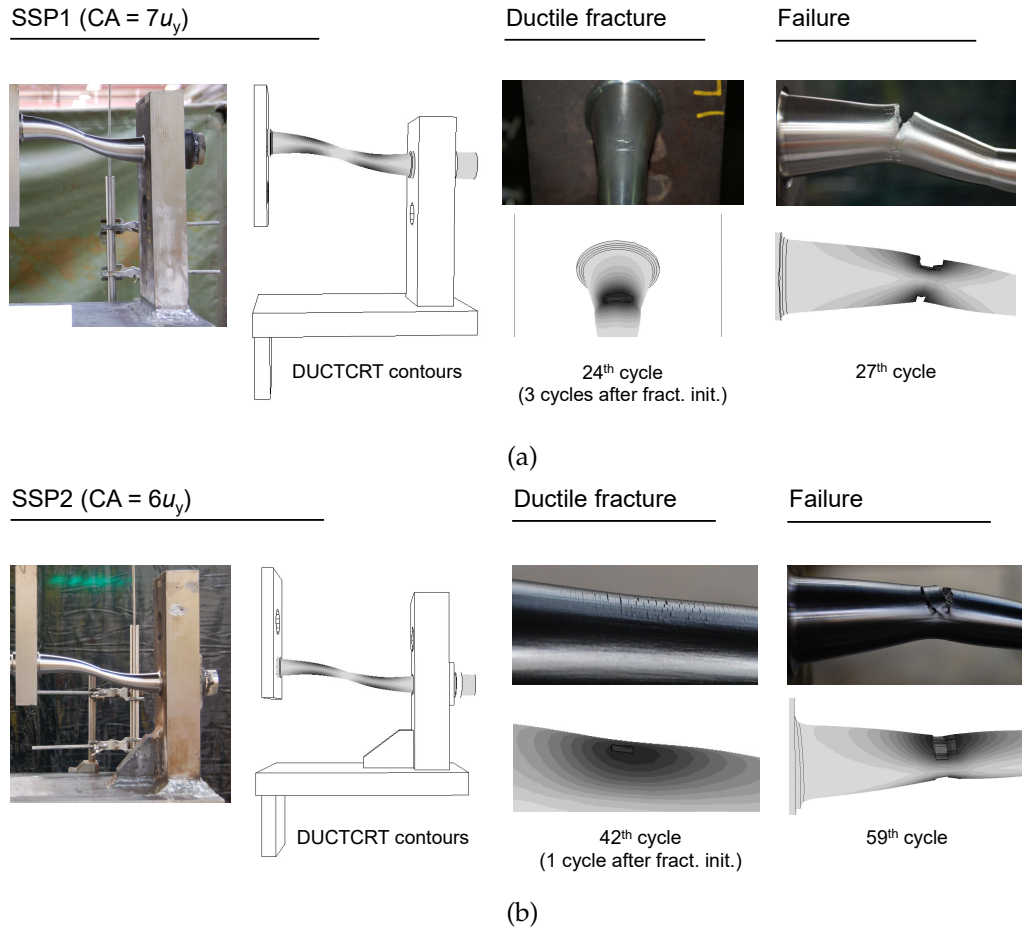 SSP1 (CA = 7uy)
Ductile fracture
Failure
DUCTCRT contours
24th cycle
(3 cycles after fract. init.)
27th cycle
(a)
SSP2 (CA = 6uy)
Ductile fracture
Failure
DUCTCRT contours
42th cycle
(1 cycle after fract. init.)
59th cycle
(b)